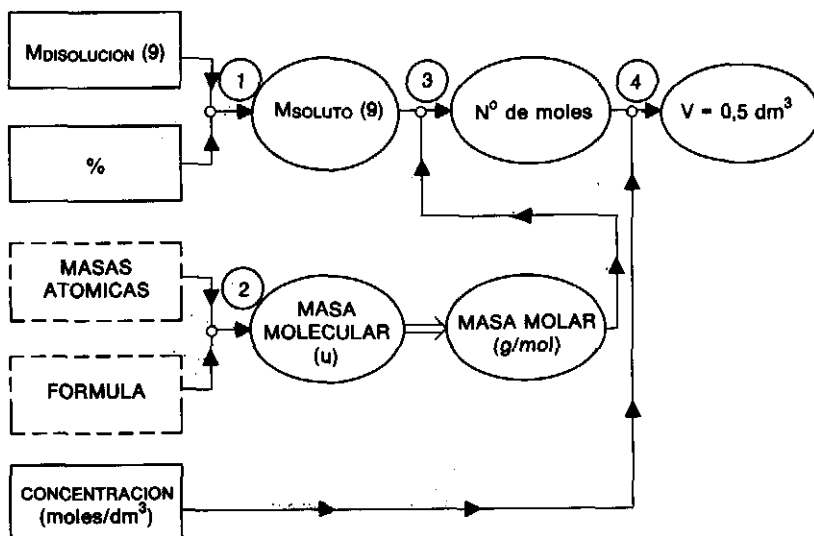 MDISOLUCION (9)
1
3
4
MSOLUTO (9)
Nº de moles
V = 0,5 dm³
%
MASAS
ATOMICAS
2
MASA
MOLECULAR
(u)
MASA MOLAR
(g/mol)
FORMULA
CONCENTRACION
(moles/dm³)